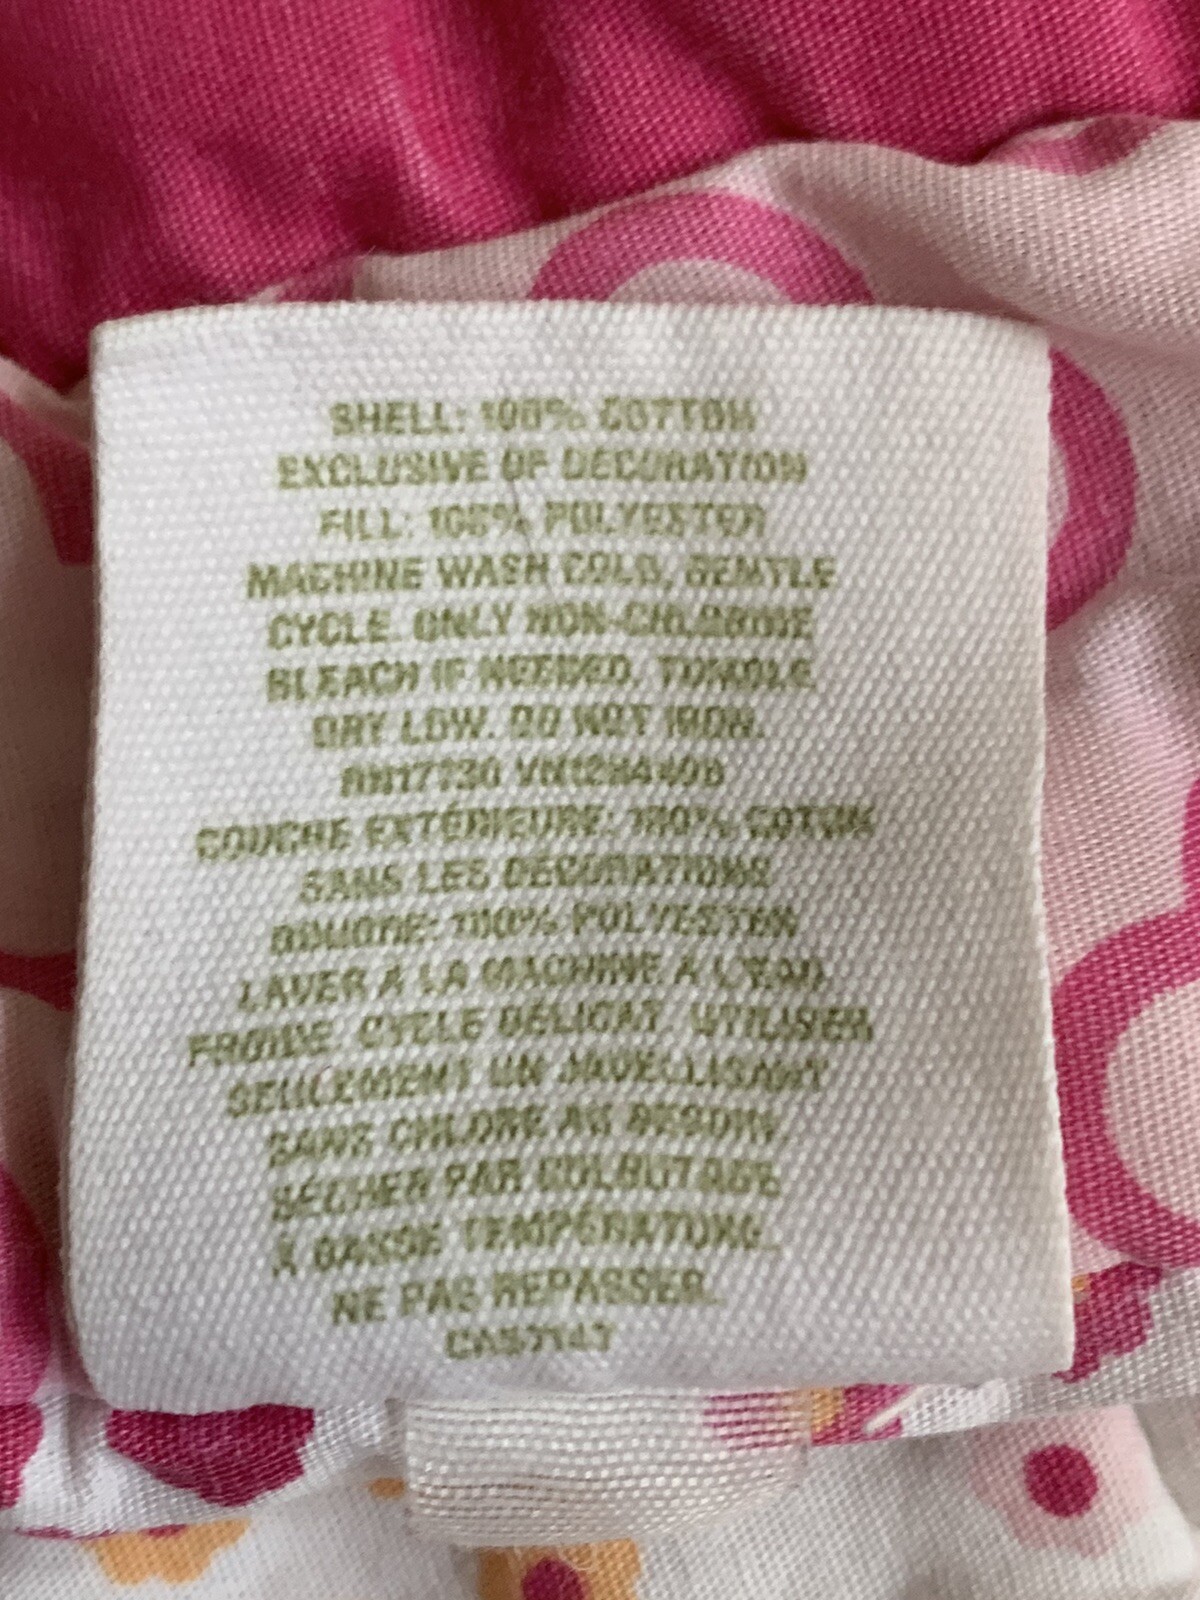 SHELL: 100% COTTON
EXCLUSIVE OF DECORATION
FILL: 100% POLYESTER
MACHINE WASH COLD, GENTLE
CYCLE. ONLY NON-CHLORINE
BLEACH IF NEEDED. TUMBLE
DRY LOW. DO NOT IRON.
RN17730
COUCHE EXTÉRIEURE: 100% COTON
SANS LES DÉCORATIONS
100% POLYESTER
LAVER À LA MACHINE À L'EAU
FROIDE. CYCLE DÉLICAT. UTILISER
SEULEMENT UN JAVELLISANT
SANS CHLORE AU BESOIN
SÉCHER PAR CULBUTAGE
À BASSE TEMPÉRATURE.
NE PAS REPASSER.
CA57147